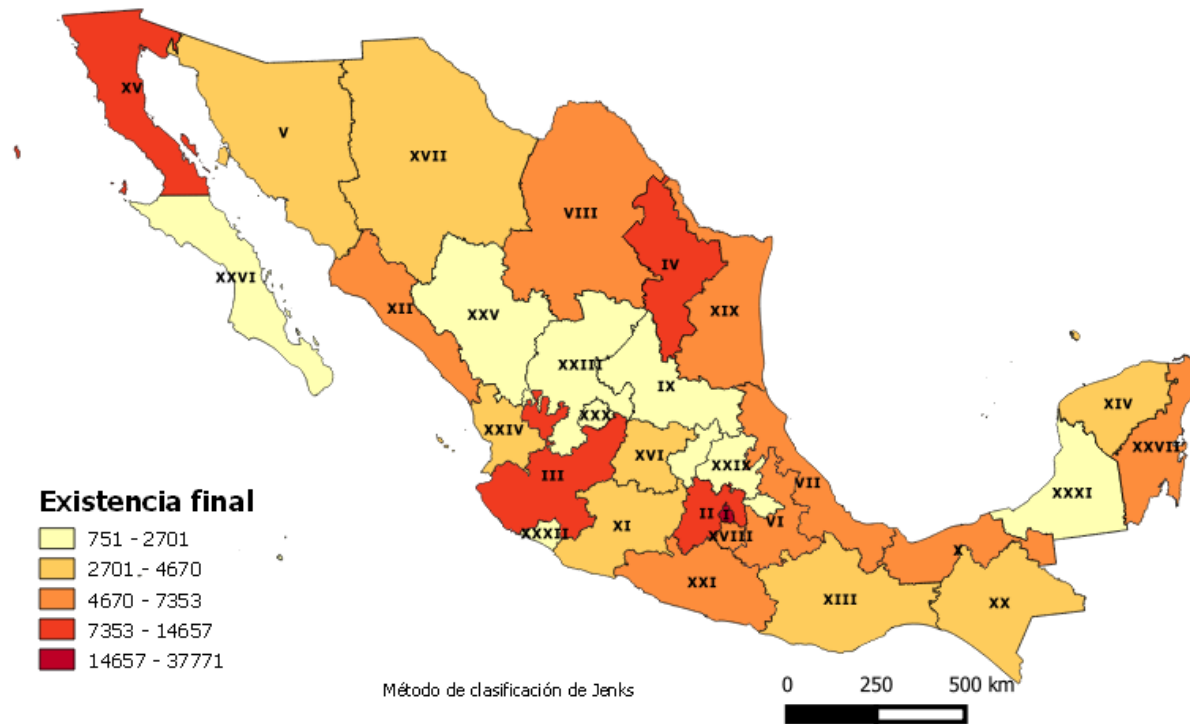 XV
V
XVII
VIII
IV
XXVI
XII
XIX
XXV
XXIII
IX
XXX
XXIV
XIV
XVI
XXIX
XXVII
III
VII
XXXI
II
I
VI
XXXII
XI
XVIII
X
XXI
XIII
XX
Existencia final
751 - 2701
2701 - 4670
4670 - 7353
7353 - 14657
14657 - 37771
Método de clasificación de Jenks
0 250 500 km